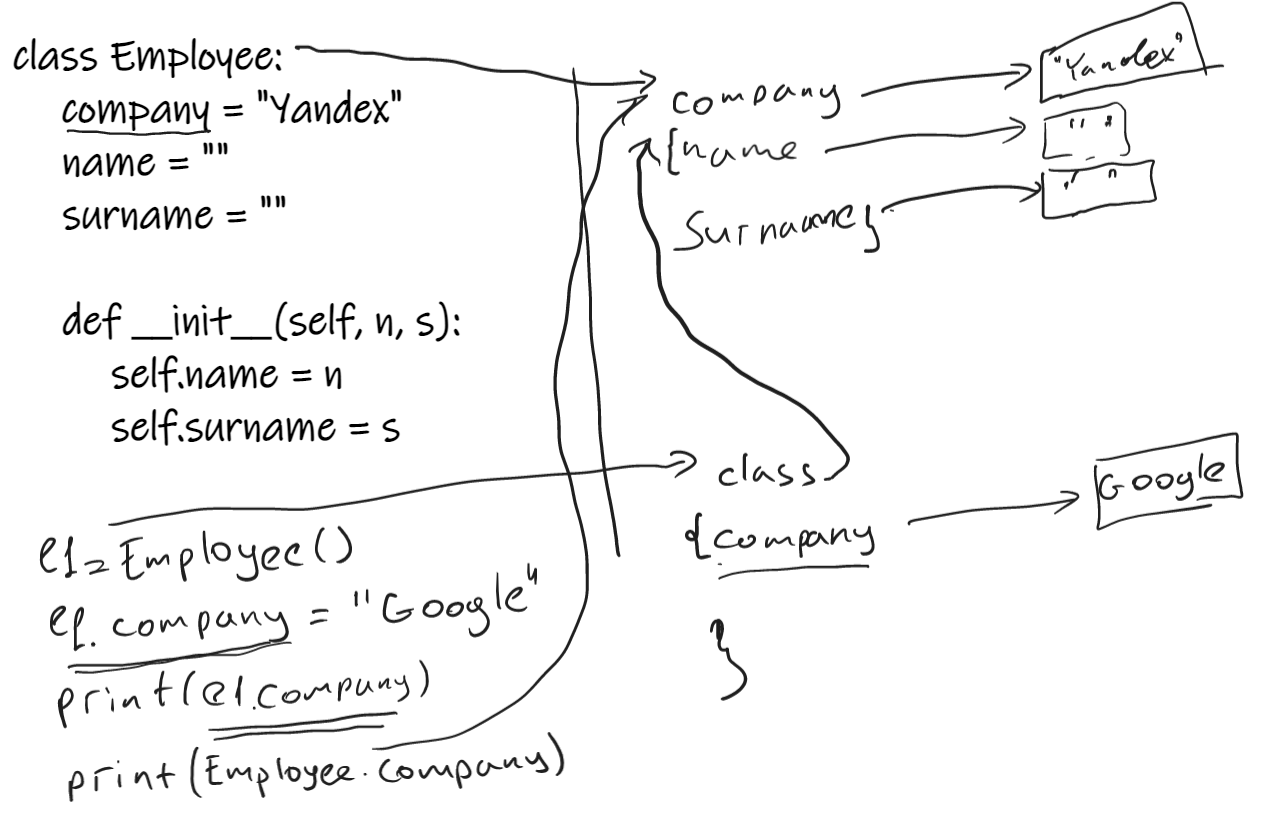 class Employee:
company = "Yandex"
name = ""
surname = ""
def __init__(self, n, s):
self.name = n
self.surname = s
e1 = Employee()
e1.company = "Google"
print(e1.company)
print(Employee.company)
company
"Yandex"
{name
" "
surname}
" "
class
{company
Google
}